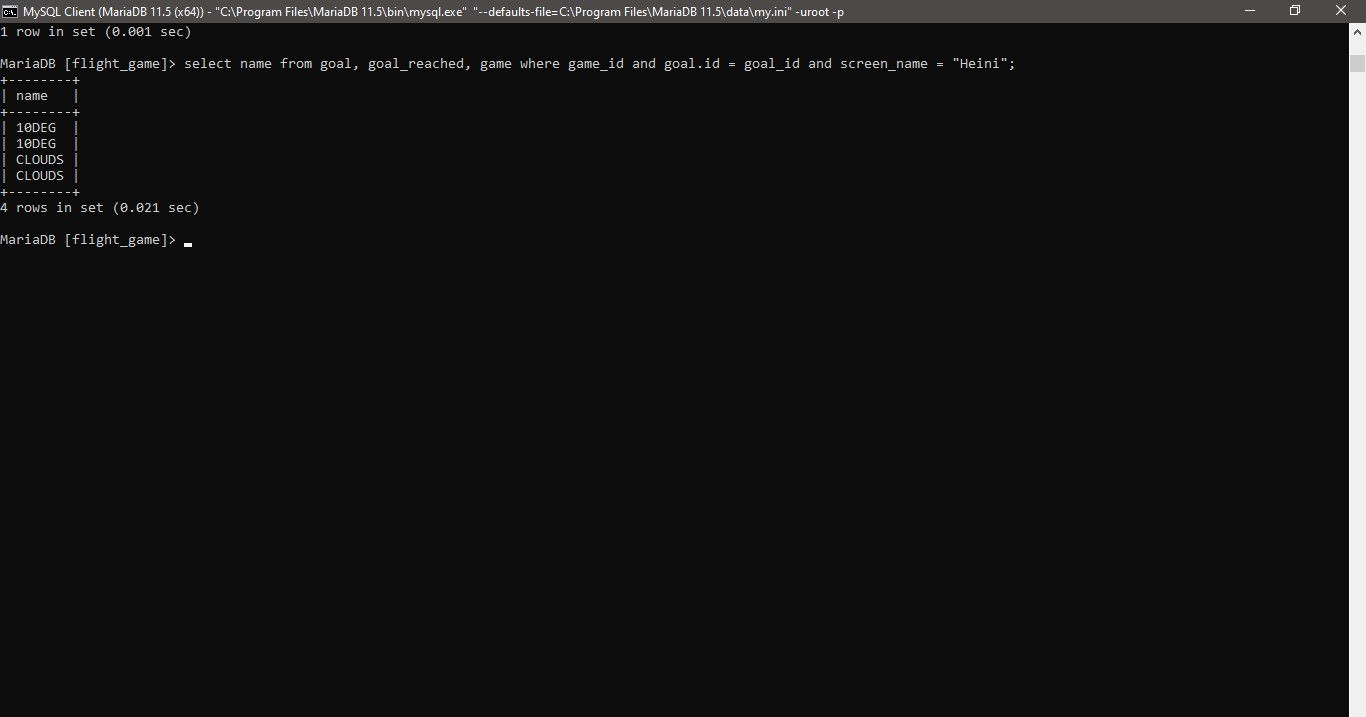 MySQL Client (MariaDB 11.5 (x64)) - "C:\Program Files\MariaDB 11.5\bin\mysql.exe" "--defaults-file=C:\Program Files\MariaDB 11.5\data\my.ini" -uroot -p
1 row in set (0.001 sec)
MariaDB [flight_game]> select name from goal, goal_reached, game where game_id and goal.id = goal_id and screen_name = "Heini";
+--------+
| name   |
+--------+
| 10DEG  |
| 10DEG  |
| CLOUDS |
| CLOUDS |
+--------+
4 rows in set (0.021 sec)
MariaDB [flight_game]> _